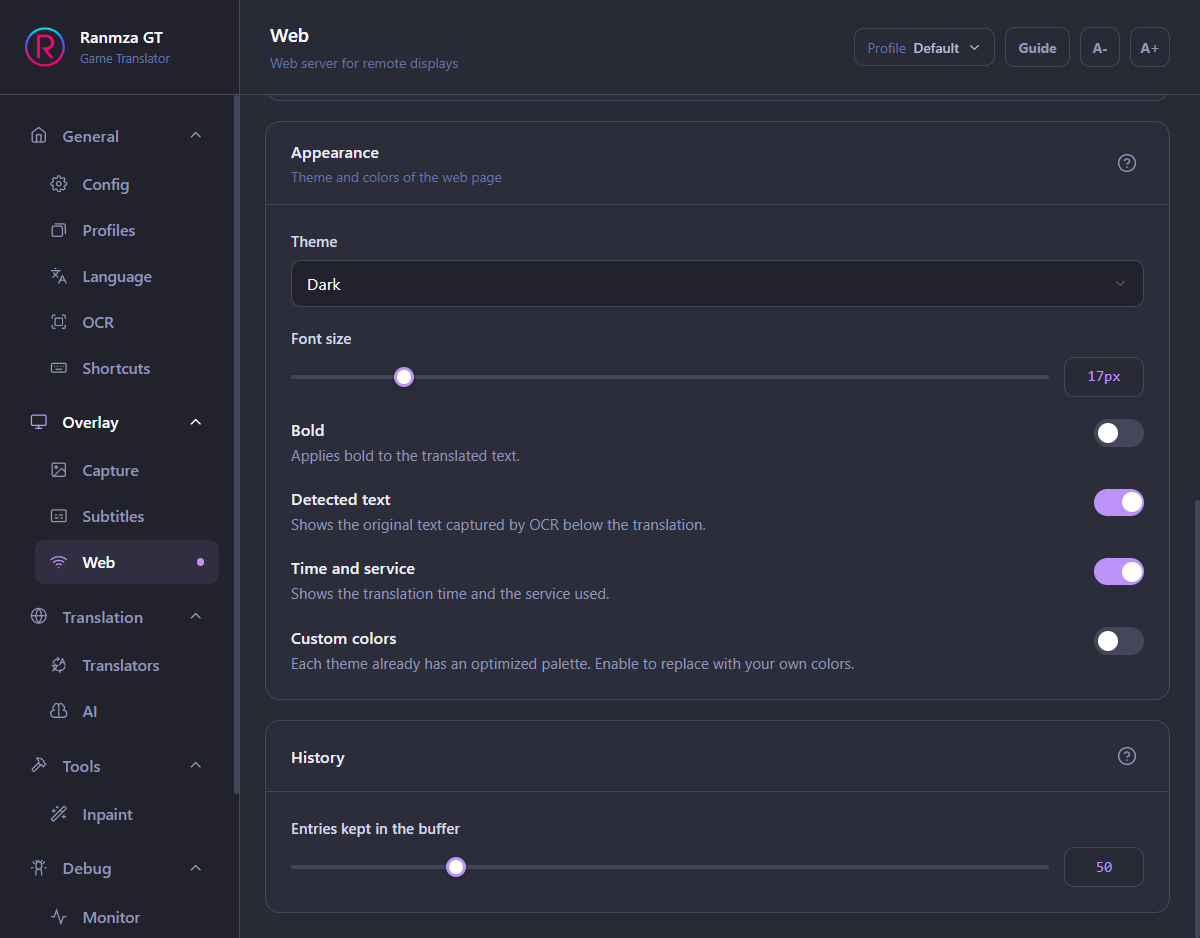 Ranmza GT
Game Translator
General
Config
Profiles
Language
OCR
Shortcuts
Overlay
Capture
Subtitles
Web
Translation
Translators
AI
Tools
Inpaint
Debug
Monitor
Web
Web server for remote displays
Profile Default
Guide
A-
A+
Appearance
Theme and colors of the web page
Theme
Dark
Font size
17px
Bold
Applies bold to the translated text.
Detected text
Shows the original text captured by OCR below the translation.
Time and service
Shows the translation time and the service used.
Custom colors
Each theme already has an optimized palette. Enable to replace with your own colors.
History
Entries kept in the buffer
50